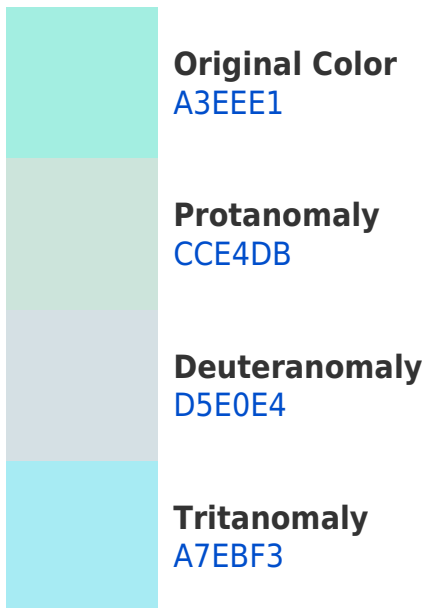 Original Color
A3EEE1
Protanomaly
CCE4DB
Deuteranomaly
D5E0E4
Tritanomaly
A7EBF3